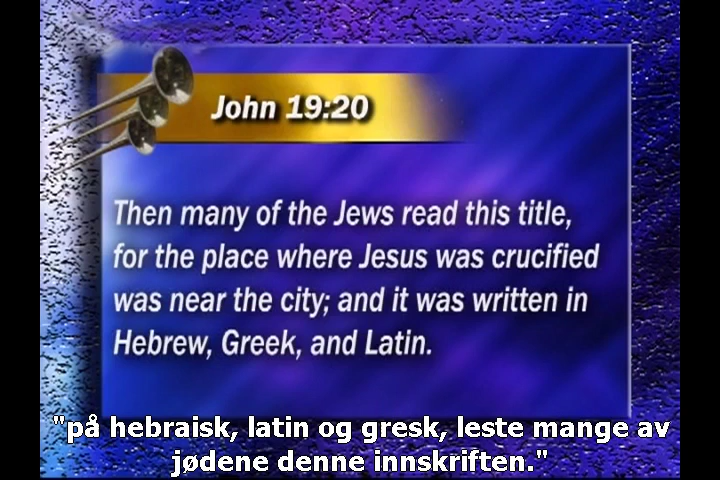 John 19:20
Then many of the Jews read this title,
for the place where Jesus was crucified
was near the city; and it was written in
Hebrew, Greek, and Latin.
"på hebraisk, latin og gresk, leste mange av
jødene denne innskriften."